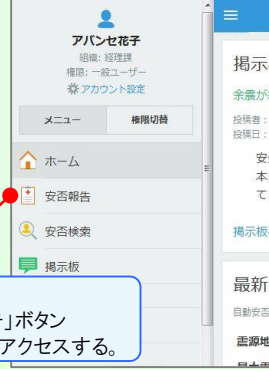 アバンセ花子
組織: 経理課
権限: 一般ユーザー
アカウント設定
メニュー
権限切替
ホーム
安否報告
安否検索
掲示板
」ボタン
アクセスする。
掲示
余震が
投稿者:
投稿日:
安
本
て
掲示板
最新
自動安否
震源地